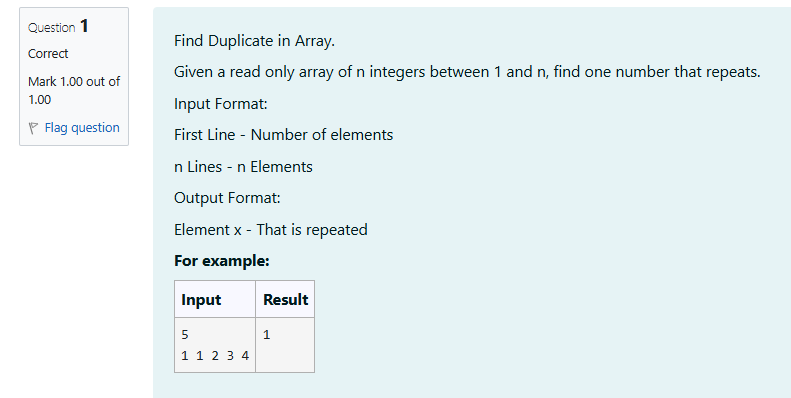 Question 1
Correct
Mark 1.00 out of
1.00
Flag question
Find Duplicate in Array.
Given a read only array of n integers between 1 and n, find one number that repeats.
Input Format:
First Line - Number of elements
n Lines - n Elements
Output Format:
Element x - That is repeated
For example:
Input Result
5 1
1 1 2 3 4